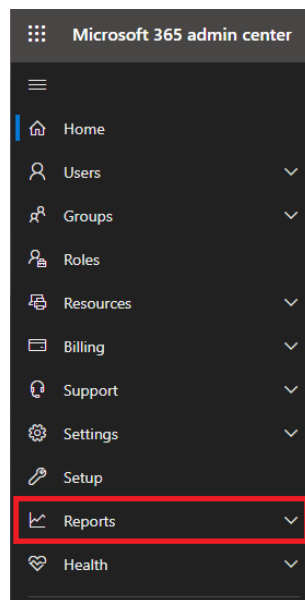 Microsoft 365 admin center
Home
Users
Groups
Roles
Resources
Billing
Support
Settings
Setup
Reports
Health